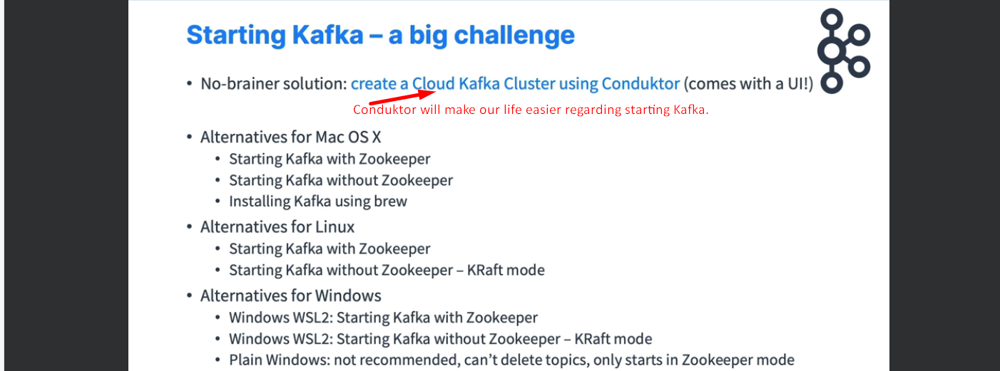 Starting Kafka – a big challenge
• No-brainer solution: create a Cloud Kafka Cluster using Conduktor (comes with a UI!)
Conduktor will make our life easier regarding starting Kafka.
• Alternatives for Mac OS X
• Starting Kafka with Zookeeper
• Starting Kafka without Zookeeper
• Installing Kafka using brew
• Alternatives for Linux
• Starting Kafka with Zookeeper
• Starting Kafka without Zookeeper – KRaft mode
• Alternatives for Windows
• Windows WSL2: Starting Kafka with Zookeeper
• Windows WSL2: Starting Kafka without Zookeeper – KRaft mode
• Plain Windows: not recommended, can’t delete topics, only starts in Zookeeper mode